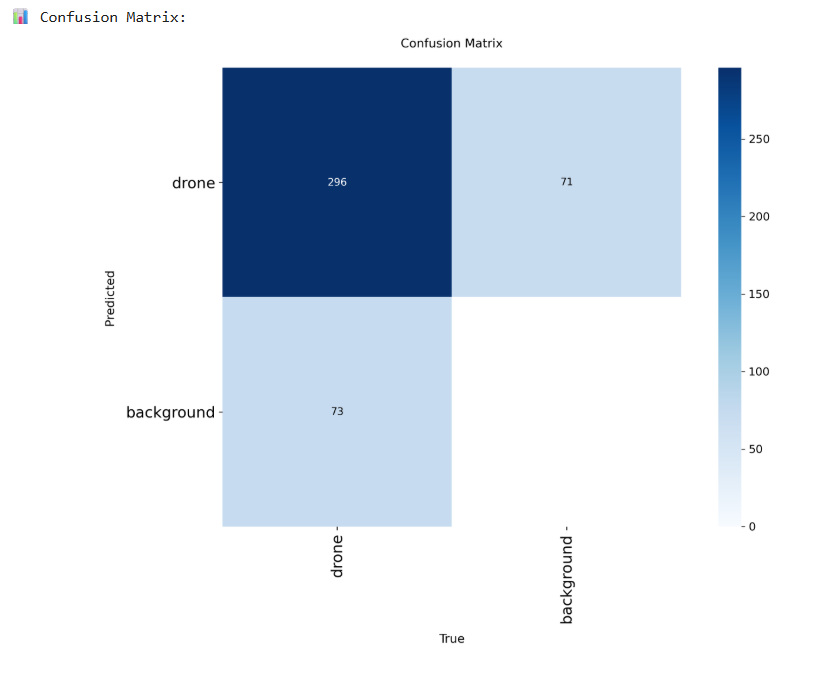 📊 Confusion Matrix:
Confusion Matrix
drone
296
71
250
200
150
100
50
0
Predicted
background
73
drone
background
True